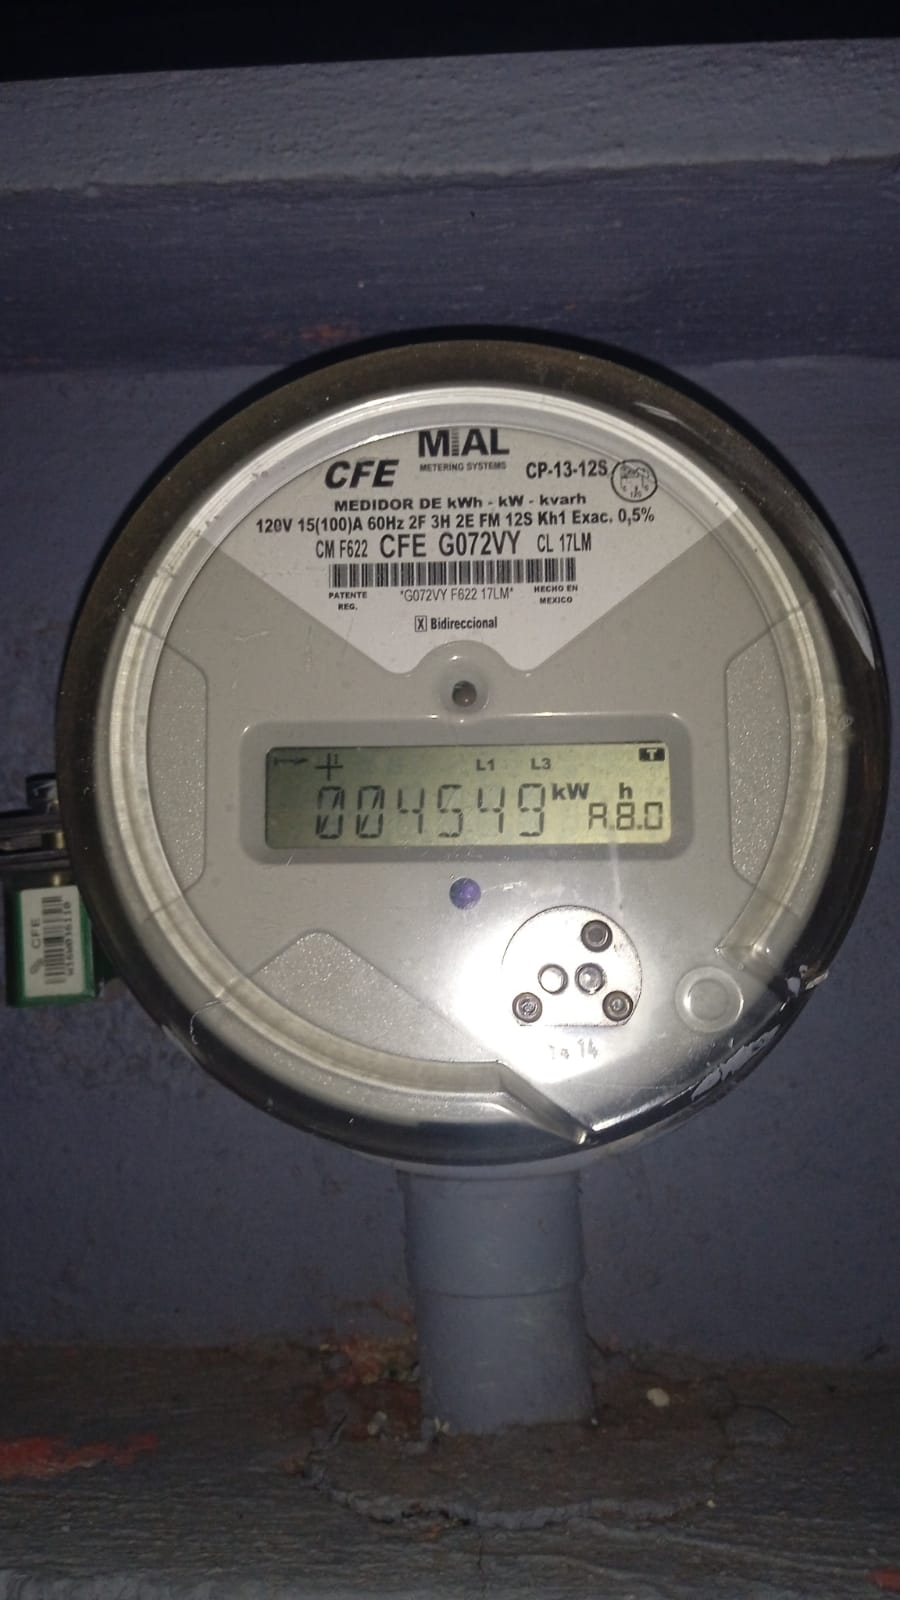 MIAL
METERING SYSTEMS
CFE
CP-13-12S
MEDIDOR DE kWh - kW - kvarh
120V 15(100)A 60Hz 2F 3H 2E FM 12S Kh1 Exac. 0,5%
CM F622 CFE G072VY CL 17LM
PATENTE REG.
*G072VY F622 17LM*
HECHO EN MEXICO
X Bidireccional
L1 L3 T
004549 kW h A.8.0
CFE
14